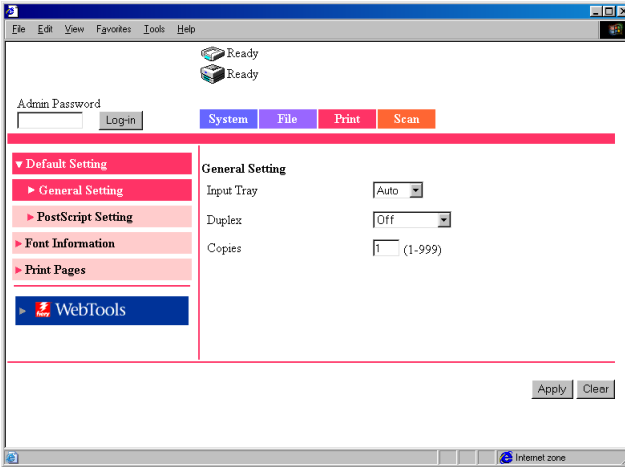 File Edit View Favorites Tools Help
Ready
Ready
Admin Password
Log-in
System File Print Scan
Default Setting
General Setting
PostScript Setting
Font Information
Print Pages
fiery WebTools
General Setting
Input Tray Auto
Duplex Off
Copies 1 (1-999)
Apply Clear
Internet zone